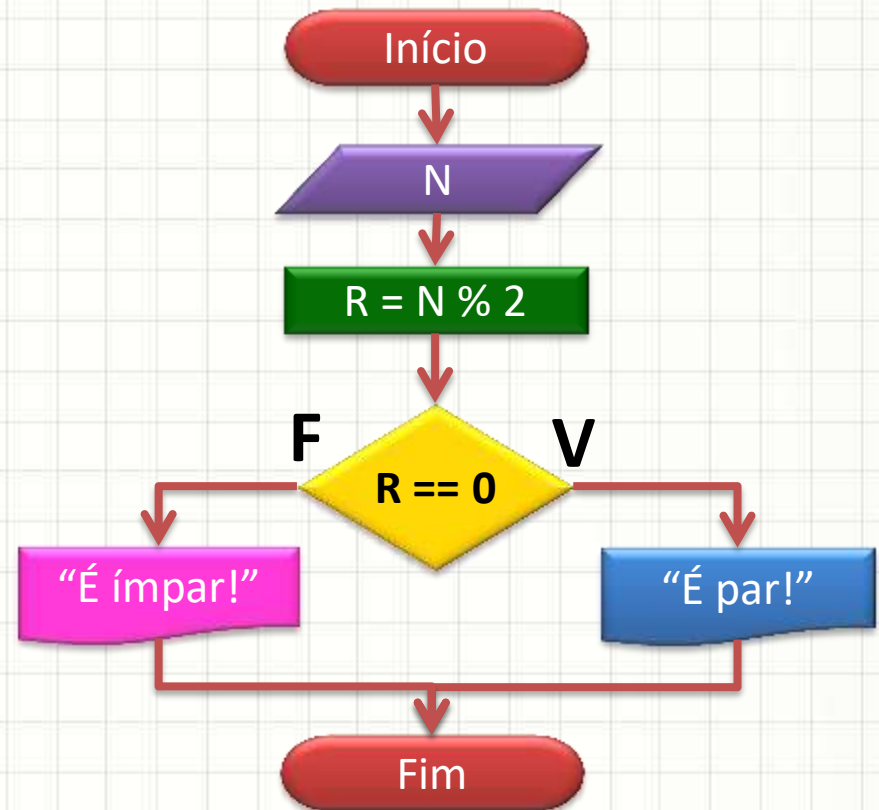 Início
N
R = N % 2
F
V
R == 0
“É ímpar!”
“É par!”
Fim